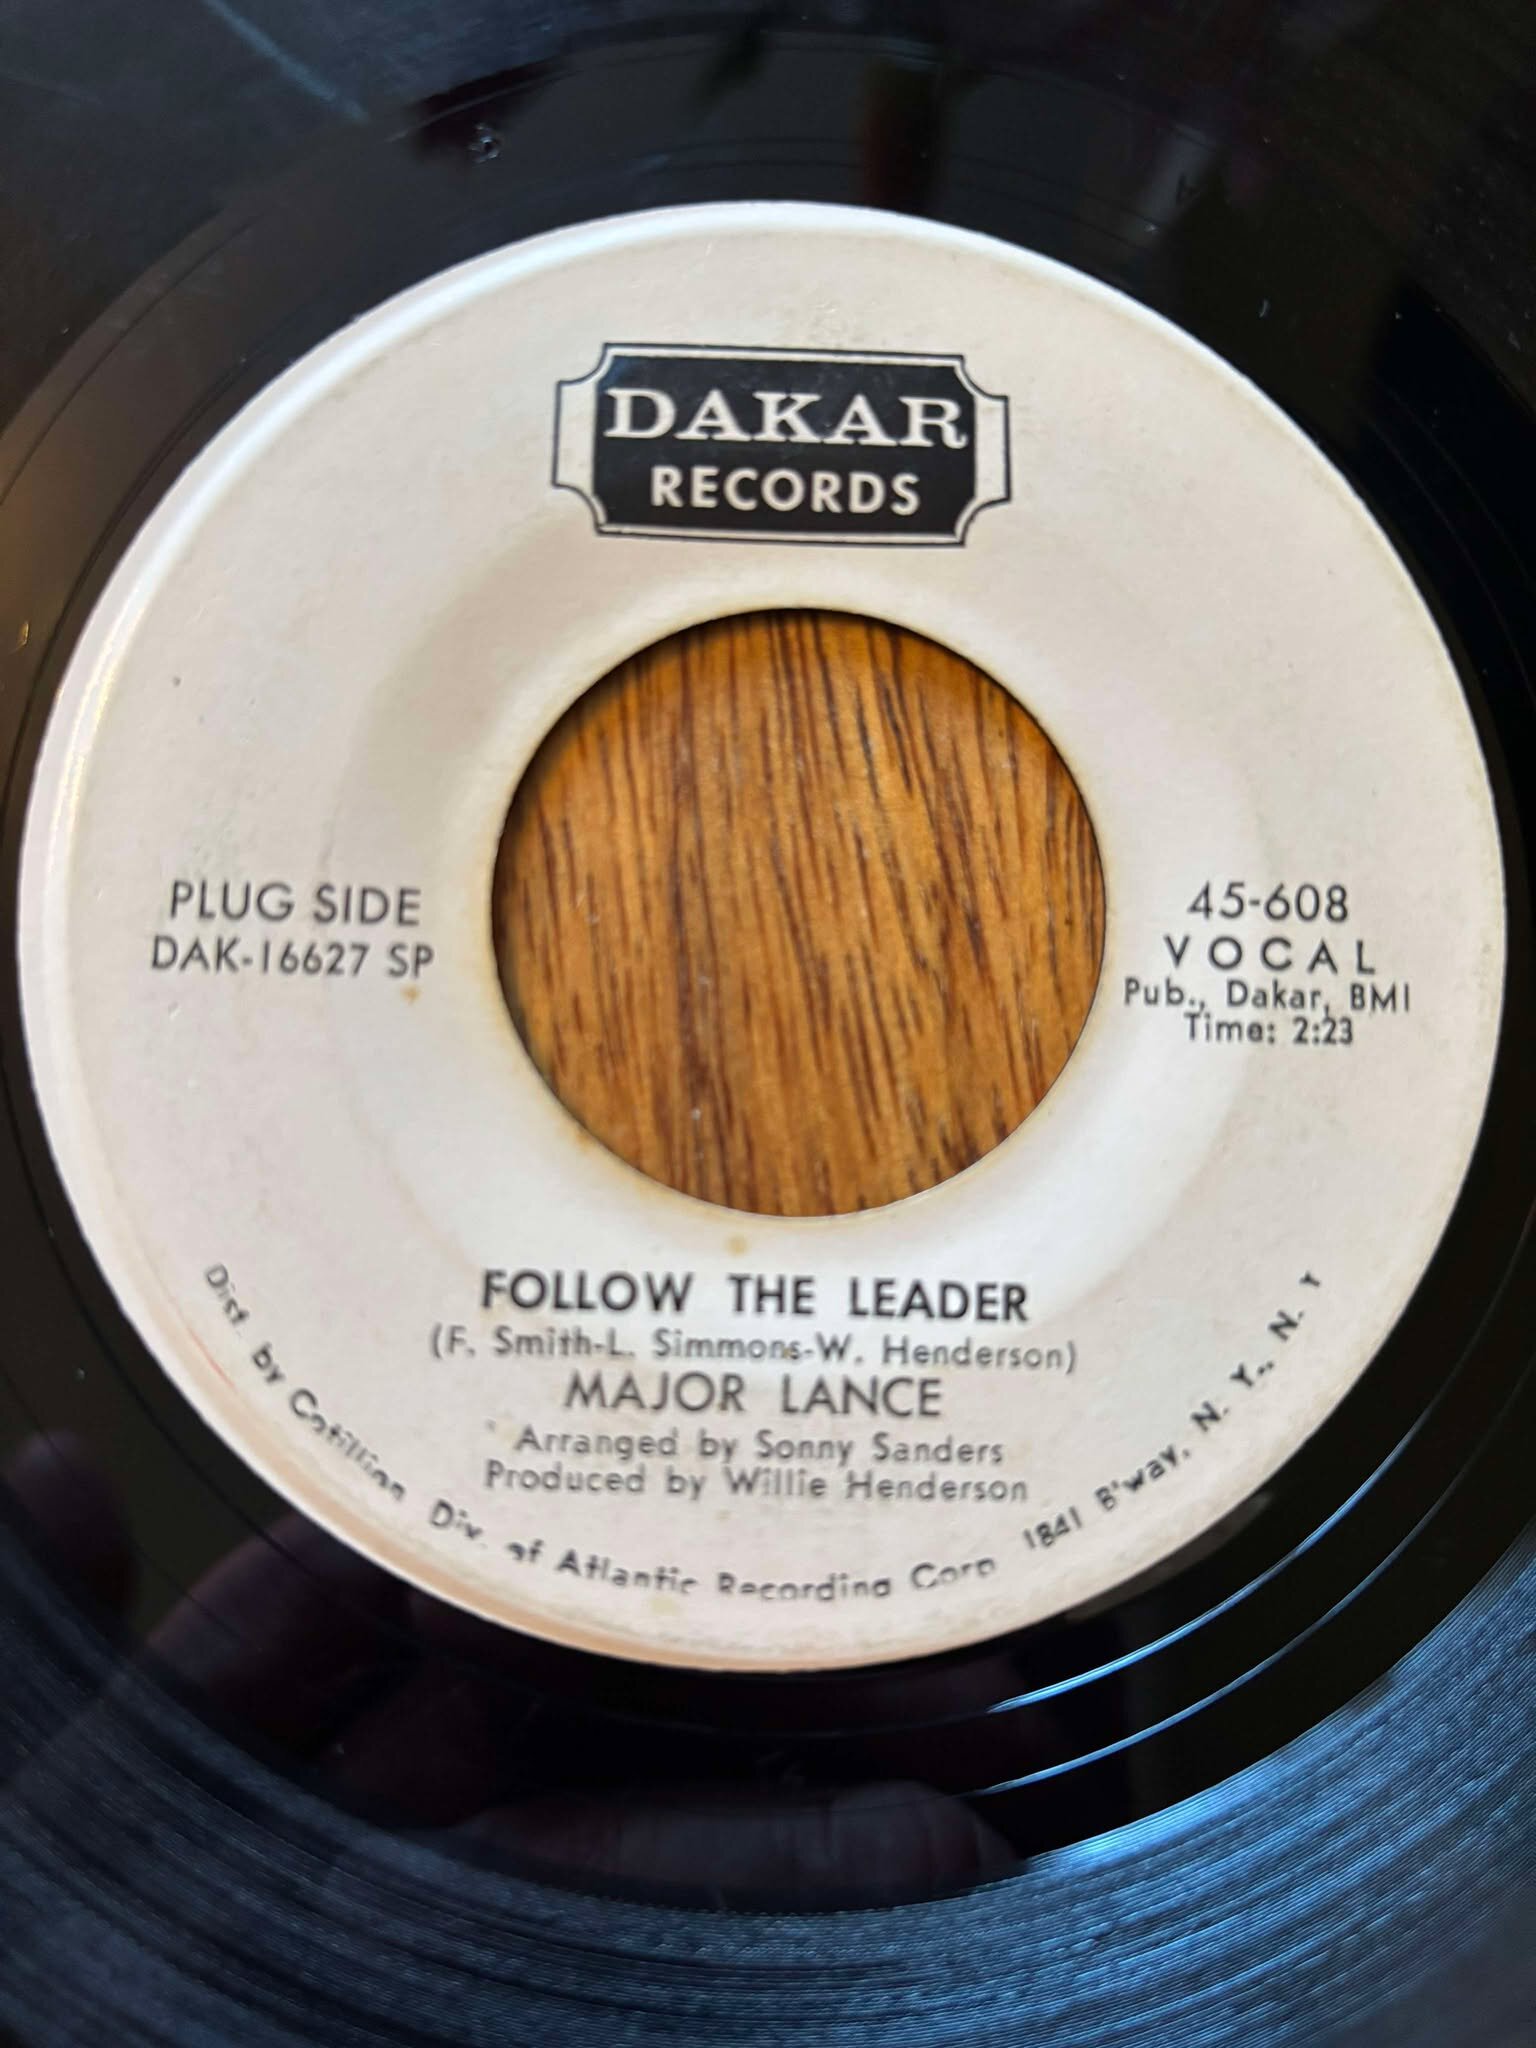 DAKAR
RECORDS
PLUG SIDE
DAK-16627 SP
45-608
VOCAL
Pub., Dakar, BMI
Time: 2:23
FOLLOW THE LEADER
(F. Smith-L. Simmons-W. Henderson)
MAJOR LANCE
Arranged by Sonny Sanders
Produced by Willie Henderson
Dist. by Cotillion Div. of Atlantic Recording Corp 1841 B'way, N. Y., N. Y